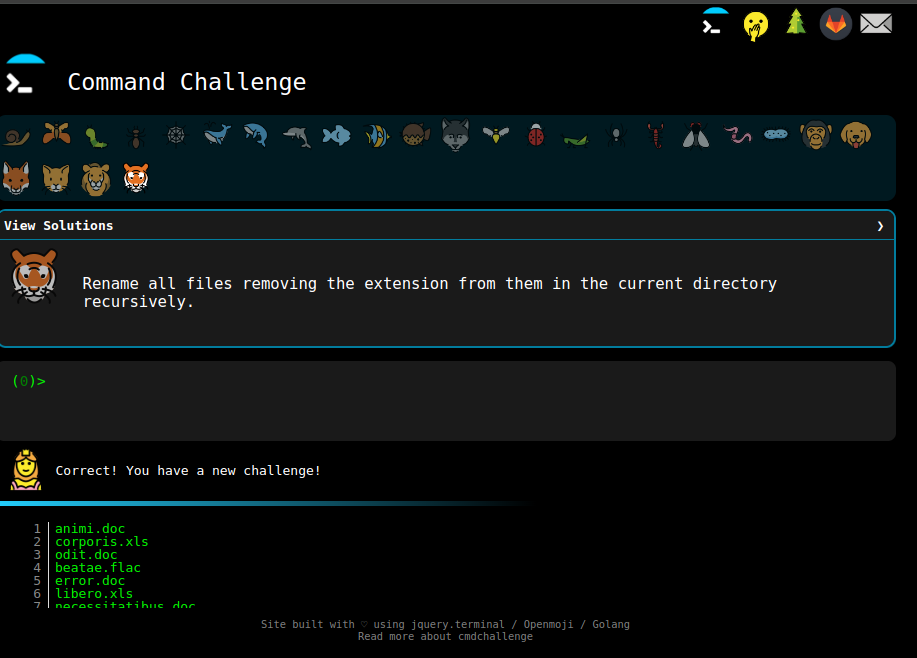 Command Challenge
View Solutions ❯
Rename all files removing the extension from them in the current directory
recursively.
(0)>
Correct! You have a new challenge!
1 animi.doc
2 corporis.xls
3 odit.doc
4 beatae.flac
5 error.doc
6 libero.xls
7 necessitatibus.doc
Site built with ♡ using jquery.terminal / Openmoji / Golang
Read more about cmdchallenge